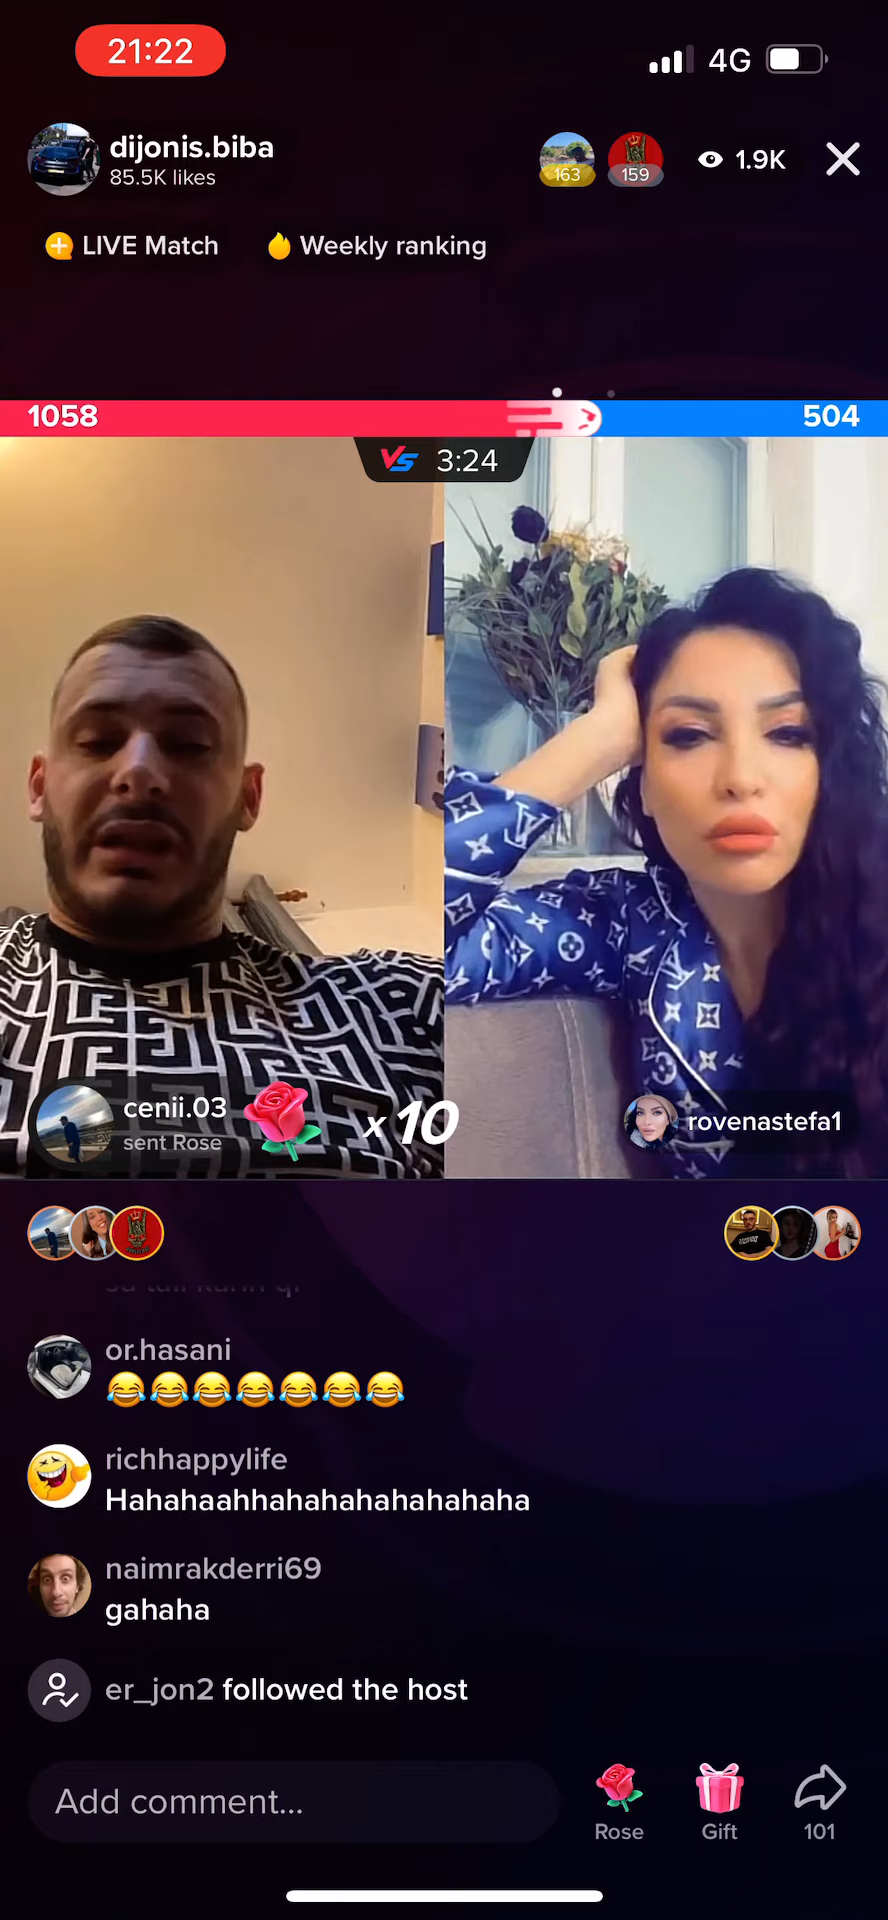 21:22
4G
dijonis.biba
85.5K likes
163
159
1.9K
LIVE Match
Weekly ranking
1058
504
VS 3:24
cenii.03
sent Rose
x10
rovenastefa1
or.hasani
😂😂😂😂😂😂😂
richhappylife
Hahahaahhahahahahahahaha
naimrakderri69
gahaha
er_jon2 followed the host
Add comment...
Rose
Gift
101